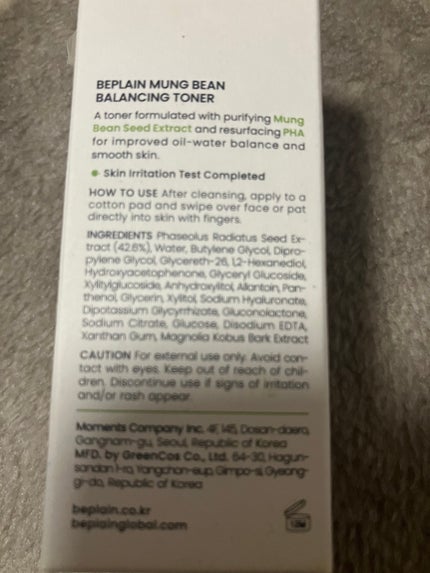 BEPLAIN MUNG BEAN
BALANCING TONER
A toner formulated with purifying Mung
Bean Seed Extract and resurfacing PHA
for improved oil-water balance and
smooth skin.
Skin Irritation Test Completed
HOW TO USE After cleansing, apply to a
cotton pad and swipe over face or pat
directly into skin with fingers.
INGREDIENTS Phaseolus Radiatus Seed Ex-
tract (42.6%), Water, Butylene Glycol, Dipro-
pylene Glycol, Glycereth-26, 1,2-Hexanediol,
Hydroxyacetophenone, Glyceryl Glucoside,
Xylitylglucoside, Anhydroxylitol, Allantoin, Pan-
thenol, Glycerin, Xylitol, Sodium Hyaluronate,
Dipotassium Glycyrrhizate, Gluconolactone,
Sodium Citrate, Glucose, Disodium EDTA,
Xanthan Gum, Magnolia Kobus Bark Extract
CAUTION For external use only. Avoid con-
tact with eyes. Keep out of reach of chil-
dren. Discontinue use if signs of irritation
and/or rash appear.
Moments Company Inc. 4F, 145, Dosan-daero,
Gangnam-gu, Seoul, Republic of Korea
MFD. by GreenCos Co., Ltd. 64-30, Hagun-
sandan 1-ro, Yangchon-eup, Gimpo-si, Gyeong-
gi-do, Republic of Korea
beplain.co.kr
beplainglobal.com